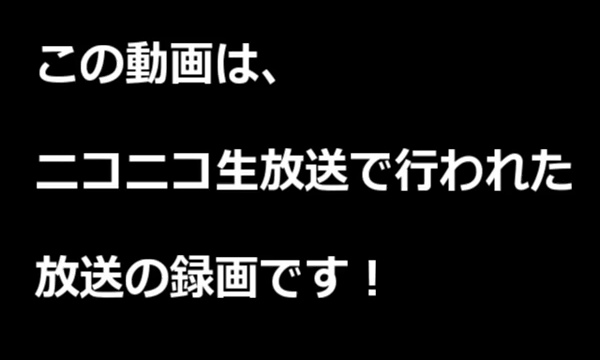 この動画は、
ニコニコ生放送で行われた
放送の録画です！